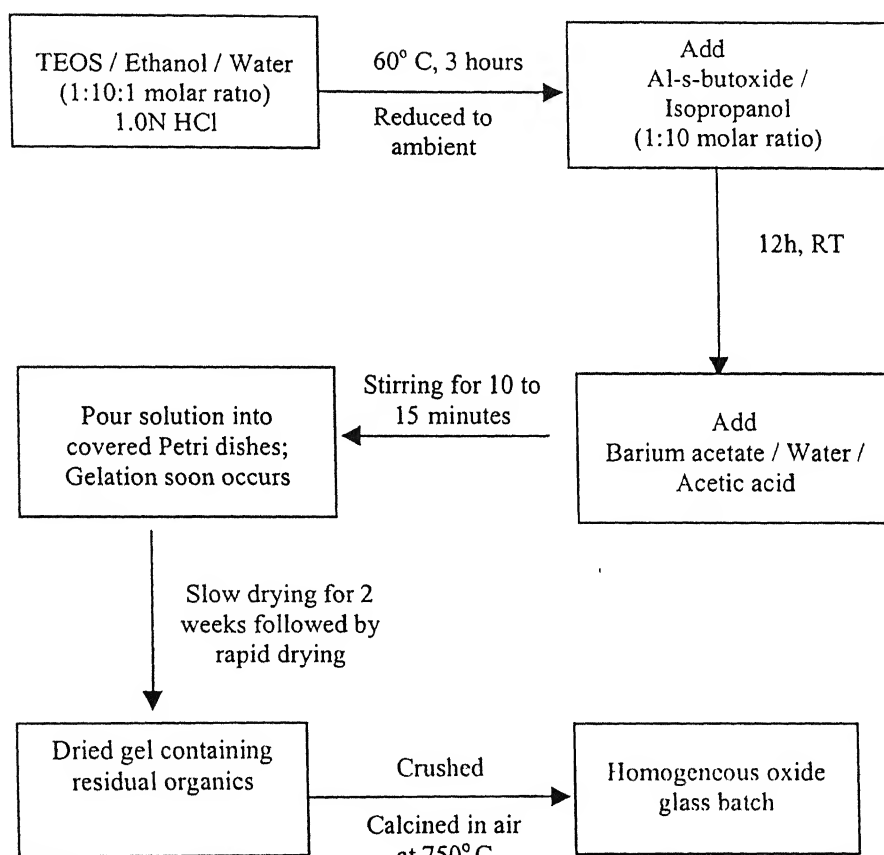 TEOS / Ethanol / Water
(1:10:1 molar ratio)
1.0N HCl
60° C, 3 hours
Reduced to
ambient
Add
Al-s-butoxide /
Isopropanol
(1:10 molar ratio)
12h, RT
Add
Barium acetate / Water /
Acetic acid
Stirring for 10 to
15 minutes
Pour solution into
covered Petri dishes;
Gelation soon occurs
Slow drying for 2
weeks followed by
rapid drying
Dried gel containing
residual organics
Crushed
Calcined in air
at 750° C
Homogeneous oxide
glass batch